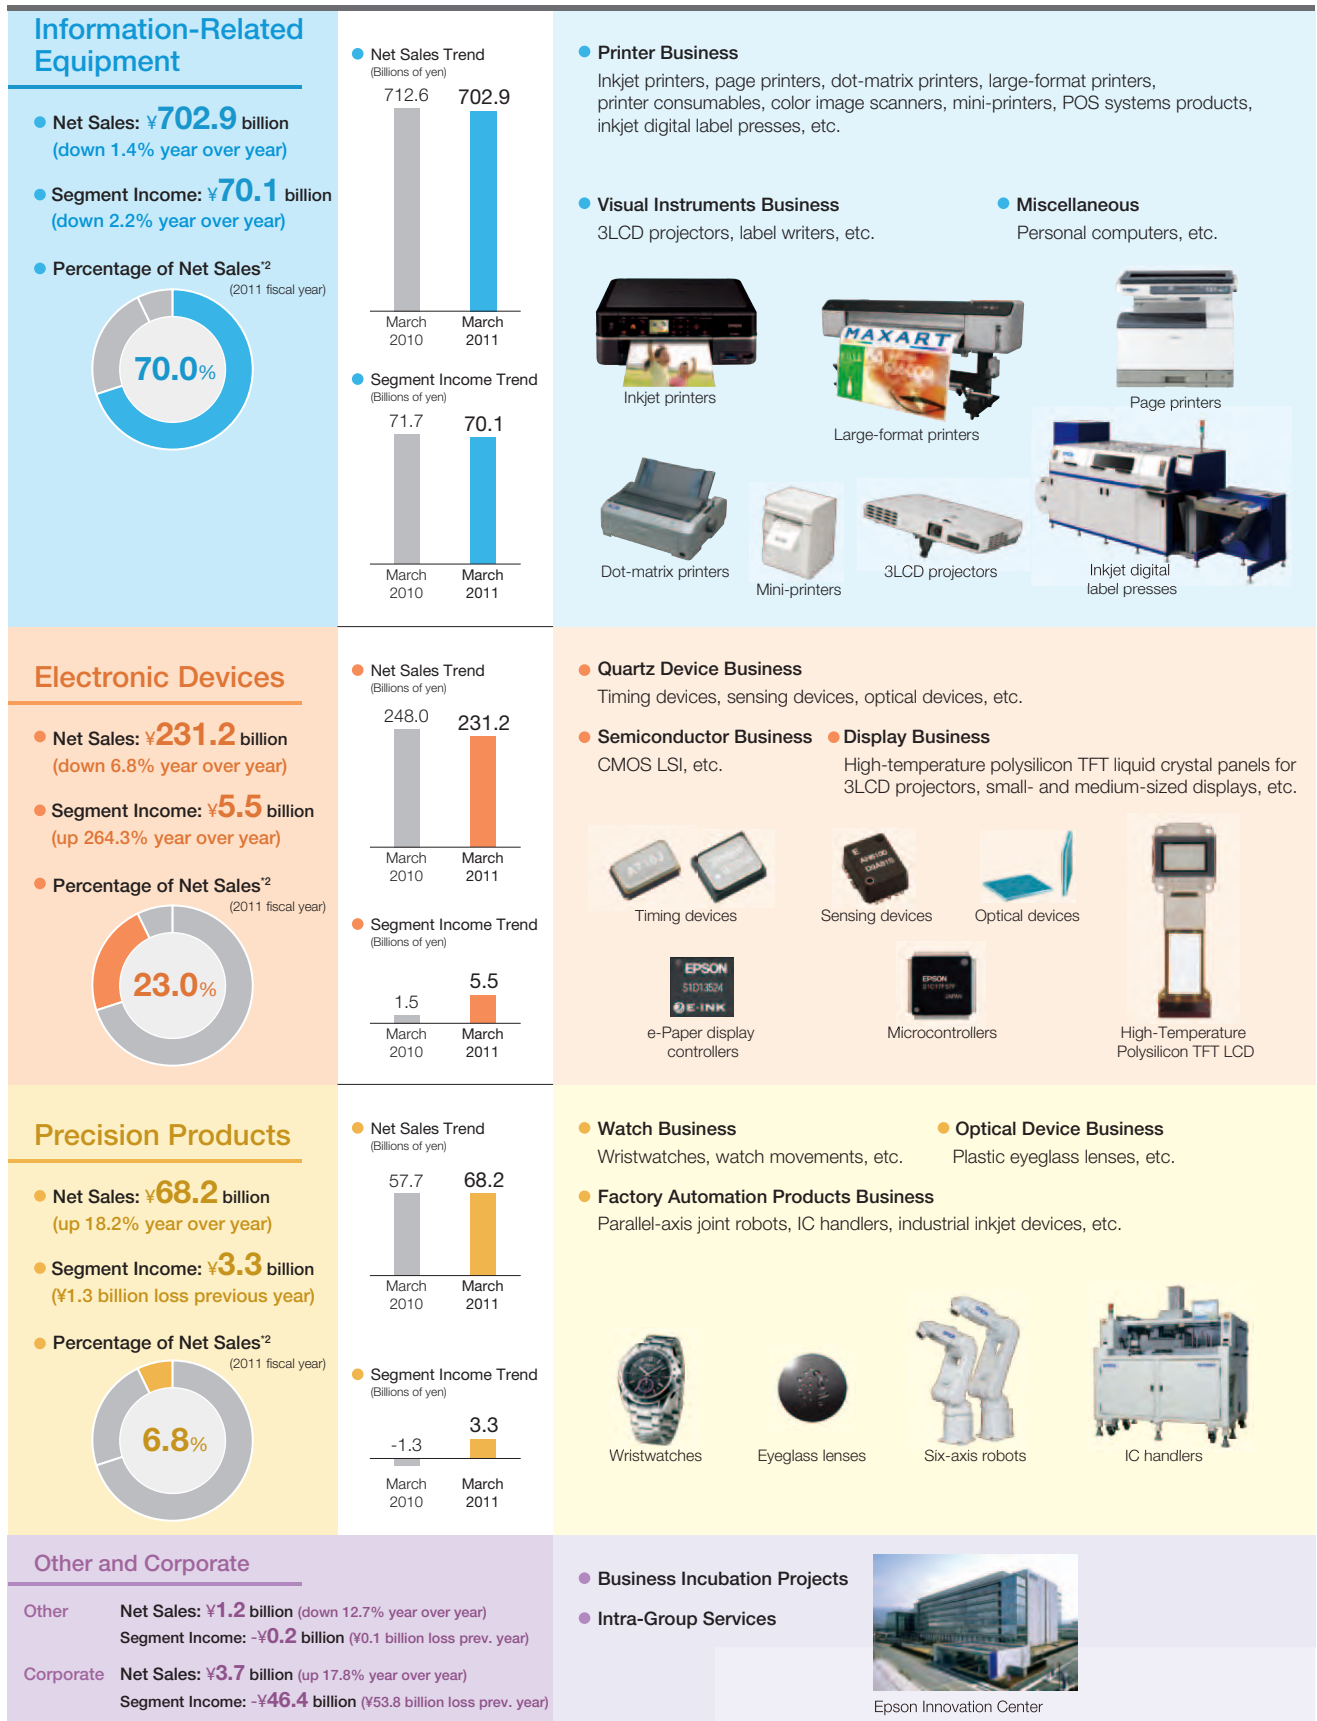 Information-Related
Equipment
Net Sales: ¥702.9 billion
(down 1.4% year over year)
Segment Income: ¥70.1 billion
(down 2.2% year over year)
Percentage of Net Sales*2
(2011 fiscal year)
70.0%
Net Sales Trend
(Billions of yen)
712.6 702.9
March March
2010 2011
Segment Income Trend
(Billions of yen)
71.7 70.1
March March
2010 2011
Printer Business
Inkjet printers, page printers, dot-matrix printers, large-format printers,
printer consumables, color image scanners, mini-printers, POS systems products,
inkjet digital label presses, etc.
Visual Instruments Business
3LCD projectors, label writers, etc.
Miscellaneous
Personal computers, etc.
MAXART
Inkjet printers
Large-format printers
Page printers
Dot-matrix printers
Mini-printers
3LCD projectors
Inkjet digital
label presses
Electronic Devices
Net Sales: ¥231.2 billion
(down 6.8% year over year)
Segment Income: ¥5.5 billion
(up 264.3% year over year)
Percentage of Net Sales*2
(2011 fiscal year)
23.0%
Net Sales Trend
(Billions of yen)
248.0 231.2
March March
2010 2011
Segment Income Trend
(Billions of yen)
1.5 5.5
March March
2010 2011
Quartz Device Business
Timing devices, sensing devices, optical devices, etc.
Semiconductor Business
CMOS LSI, etc.
Display Business
High-temperature polysilicon TFT liquid crystal panels for
3LCD projectors, small- and medium-sized displays, etc.
Timing devices
Sensing devices
Optical devices
EPSON
S1D13524
E-INK
e-Paper display
controllers
EPSON
JAPAN
Microcontrollers
High-Temperature
Polysilicon TFT LCD
Precision Products
Net Sales: ¥68.2 billion
(up 18.2% year over year)
Segment Income: ¥3.3 billion
(¥1.3 billion loss previous year)
Percentage of Net Sales*2
(2011 fiscal year)
6.8%
Net Sales Trend
(Billions of yen)
57.7 68.2
March March
2010 2011
Segment Income Trend
(Billions of yen)
-1.3 3.3
March March
2010 2011
Watch Business
Wristwatches, watch movements, etc.
Optical Device Business
Plastic eyeglass lenses, etc.
Factory Automation Products Business
Parallel-axis joint robots, IC handlers, industrial inkjet devices, etc.
Wristwatches
Eyeglass lenses
Six-axis robots
IC handlers
Other and Corporate
Other Net Sales: ¥1.2 billion (down 12.7% year over year)
Segment Income: -¥0.2 billion (¥0.1 billion loss prev. year)
Corporate Net Sales: ¥3.7 billion (up 17.8% year over year)
Segment Income: -¥46.4 billion (¥53.8 billion loss prev. year)
Business Incubation Projects
Intra-Group Services
Epson Innovation Center